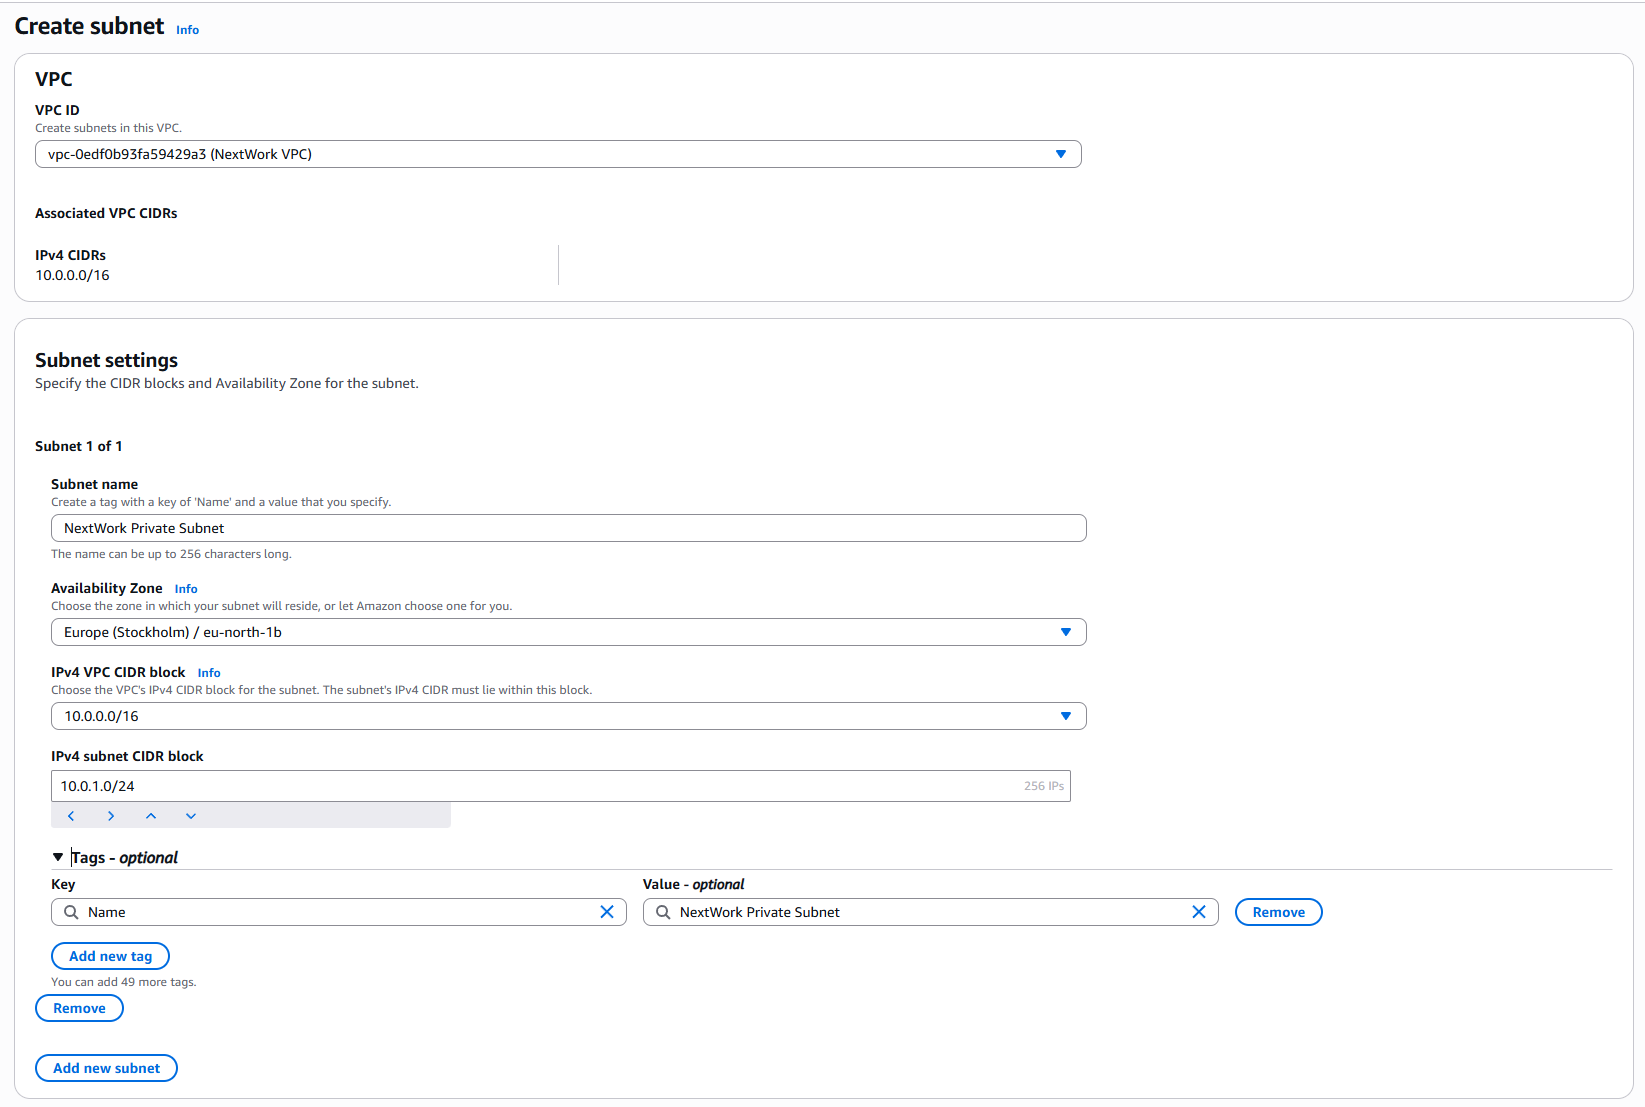 Create subnet Info
VPC
VPC ID
Create subnets in this VPC.
vpc-0edf0b93fa59429a3 (NextWork VPC)
Associated VPC CIDRs
IPv4 CIDRs
10.0.0.0/16
Subnet settings
Specify the CIDR blocks and Availability Zone for the subnet.
Subnet 1 of 1
Subnet name
Create a tag with a key of 'Name' and a value that you specify.
NextWork Private Subnet
The name can be up to 256 characters long.
Availability Zone Info
Choose the zone in which your subnet will reside, or let Amazon choose one for you.
Europe (Stockholm) / eu-north-1b
IPv4 VPC CIDR block Info
Choose the VPC's IPv4 CIDR block for the subnet. The subnet's IPv4 CIDR must lie within this block.
10.0.0.0/16
IPv4 subnet CIDR block
10.0.1.0/24 256 IPs
Tags - optional
Key Value - optional
Name NextWork Private Subnet Remove
Add new tag
You can add 49 more tags.
Remove
Add new subnet